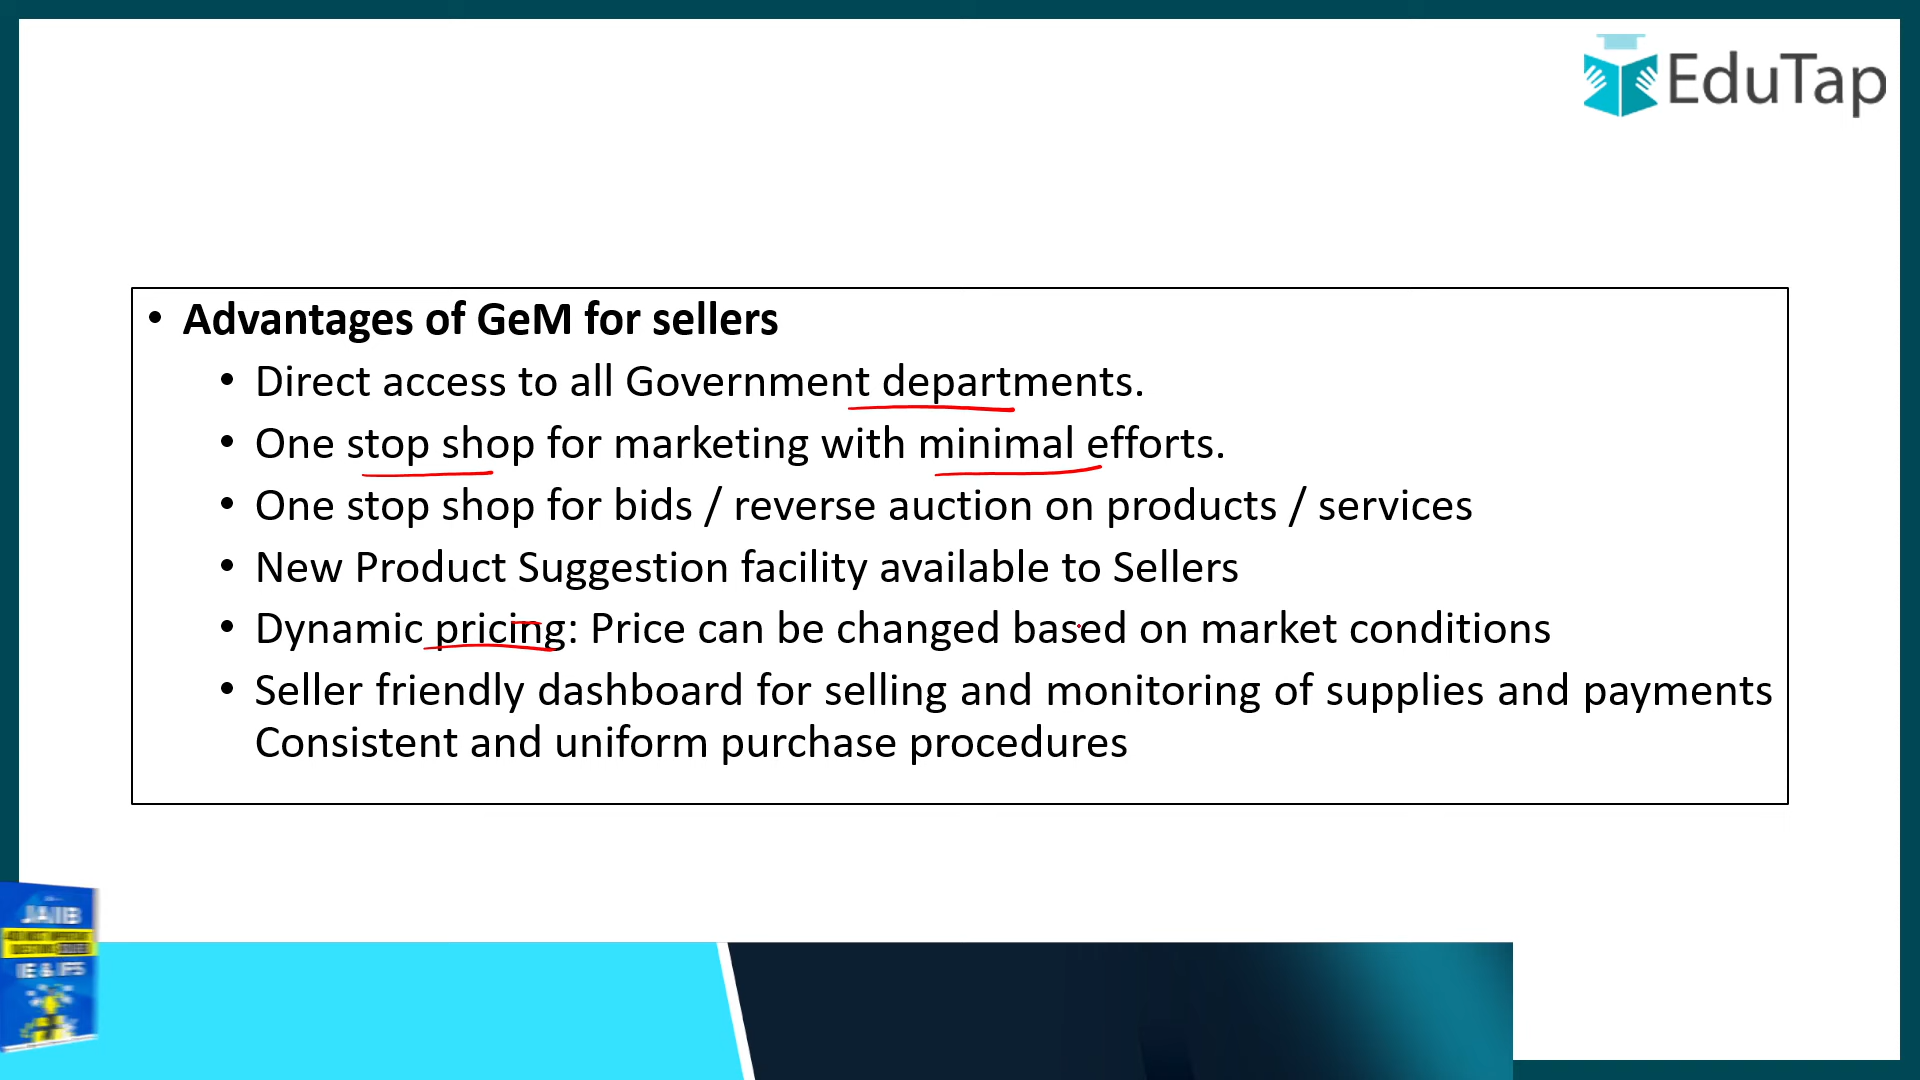 EduTap
• Advantages of GeM for sellers
• Direct access to all Government departments.
• One stop shop for marketing with minimal efforts.
• One stop shop for bids / reverse auction on products / services
• New Product Suggestion facility available to Sellers
• Dynamic pricing: Price can be changed based on market conditions
• Seller friendly dashboard for selling and monitoring of supplies and payments
Consistent and uniform purchase procedures
JAIIB
IE & IFS